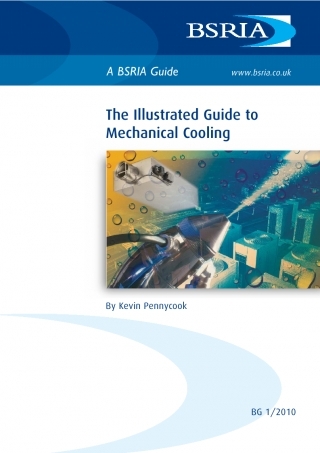 BSRIA
A BSRIA Guide
www.bsria.co.uk
The Illustrated Guide to
Mechanical Cooling
By Kevin Pennycook
BG 1/2010